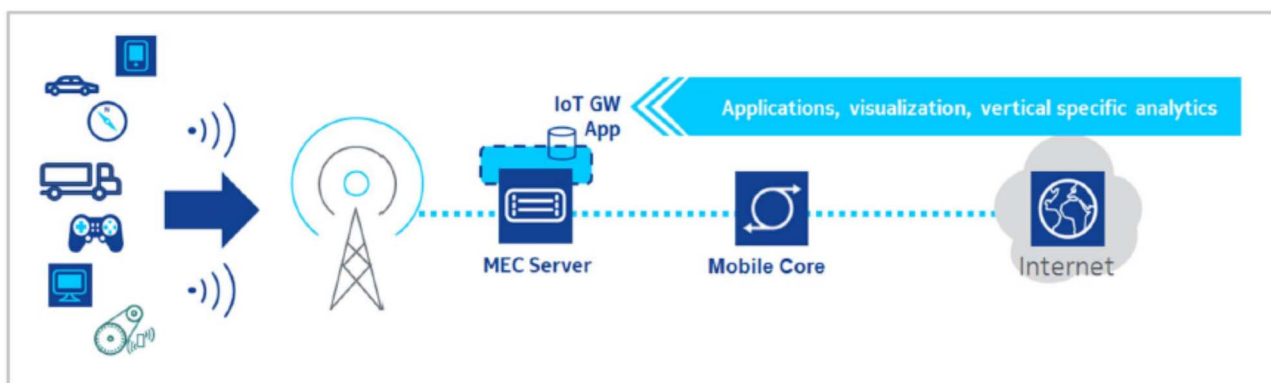 IoT GW
App
Applications, visualization, vertical specific analytics
MEC Server
Mobile Core
Internet